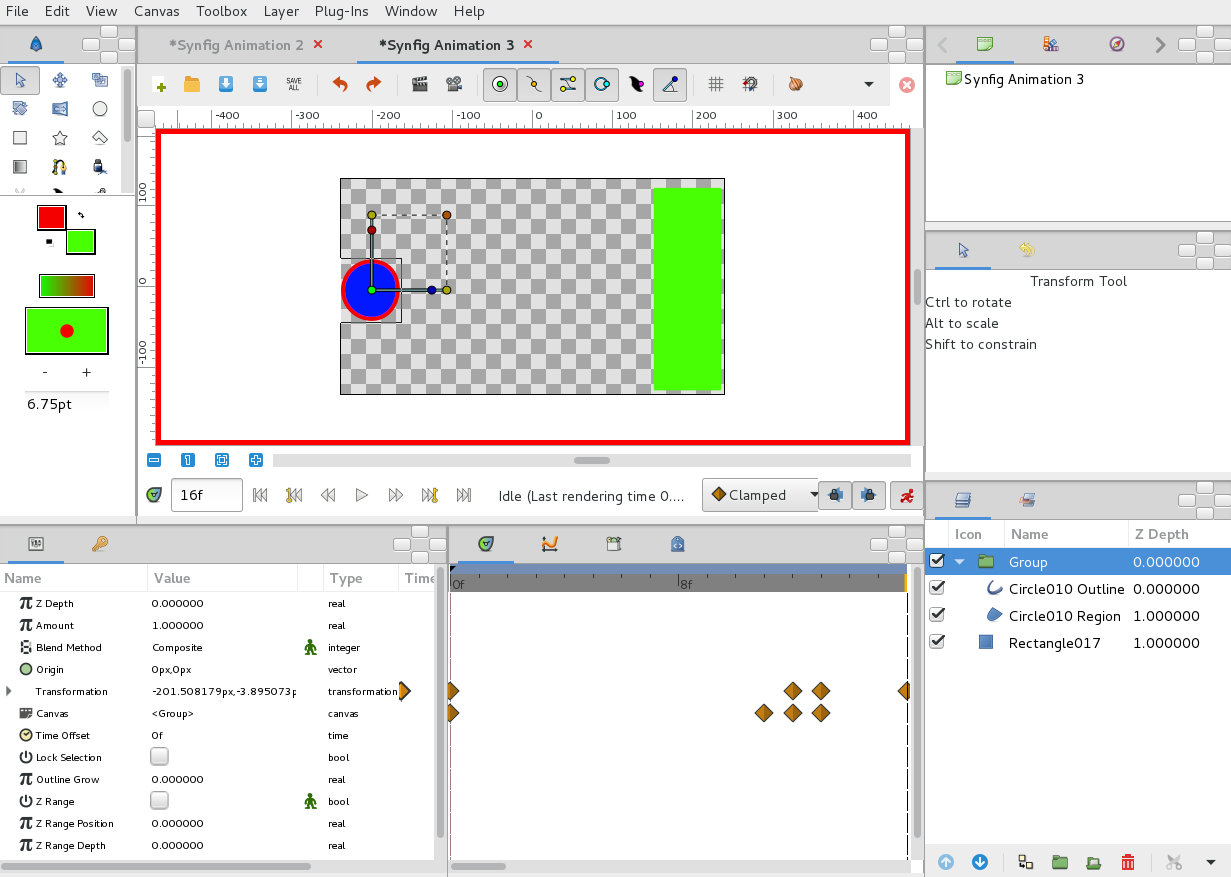 File Edit View Canvas Toolbox Layer Plug-Ins Window Help
*Synfig Animation 2
*Synfig Animation 3
SAVE ALL
-400 -300 -200 -100 0 100 200 300 400
100
0
-100
6.75pt
16f
Idle (Last rendering time 0....
Clamped
Synfig Animation 3
Transform Tool
Ctrl to rotate
Alt to scale
Shift to constrain
Name Value Type Time
0f 8f
Z Depth 0.000000 real
Amount 1.000000 real
Blend Method Composite integer
Origin 0px,0px vector
Transformation -201.508179px,-3.895073p transformation
Canvas <Group> canvas
Time Offset 0f time
Lock Selection bool
Outline Grow 0.000000 real
Z Range bool
Z Range Position 0.000000 real
Z Range Depth 0.000000 real
Icon Name Z Depth
Group 0.000000
Circle010 Outline 0.000000
Circle010 Region 1.000000
Rectangle017 1.000000